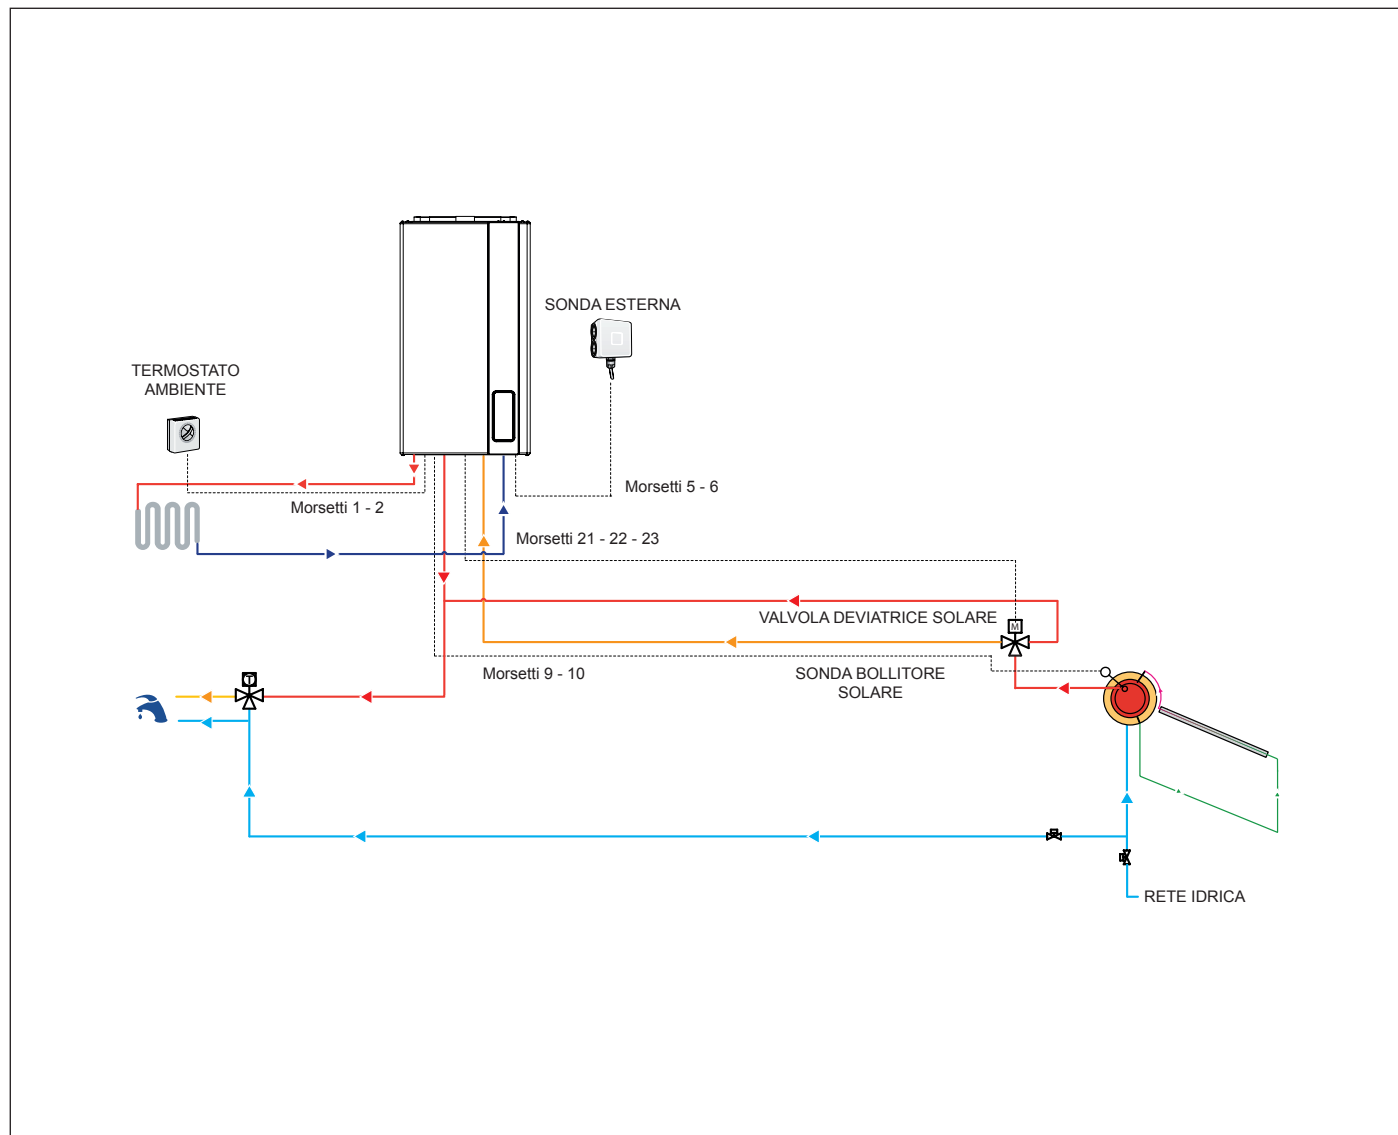 SONDA ESTERNA
TERMOSTATO
AMBIENTE
Morsetti 5 - 6
Morsetti 1 - 2
Morsetti 21 - 22 - 23
VALVOLA DEVIATRICE SOLARE
M
Morsetti 9 - 10
SONDA BOLLITORE
SOLARE
T
RETE IDRICA